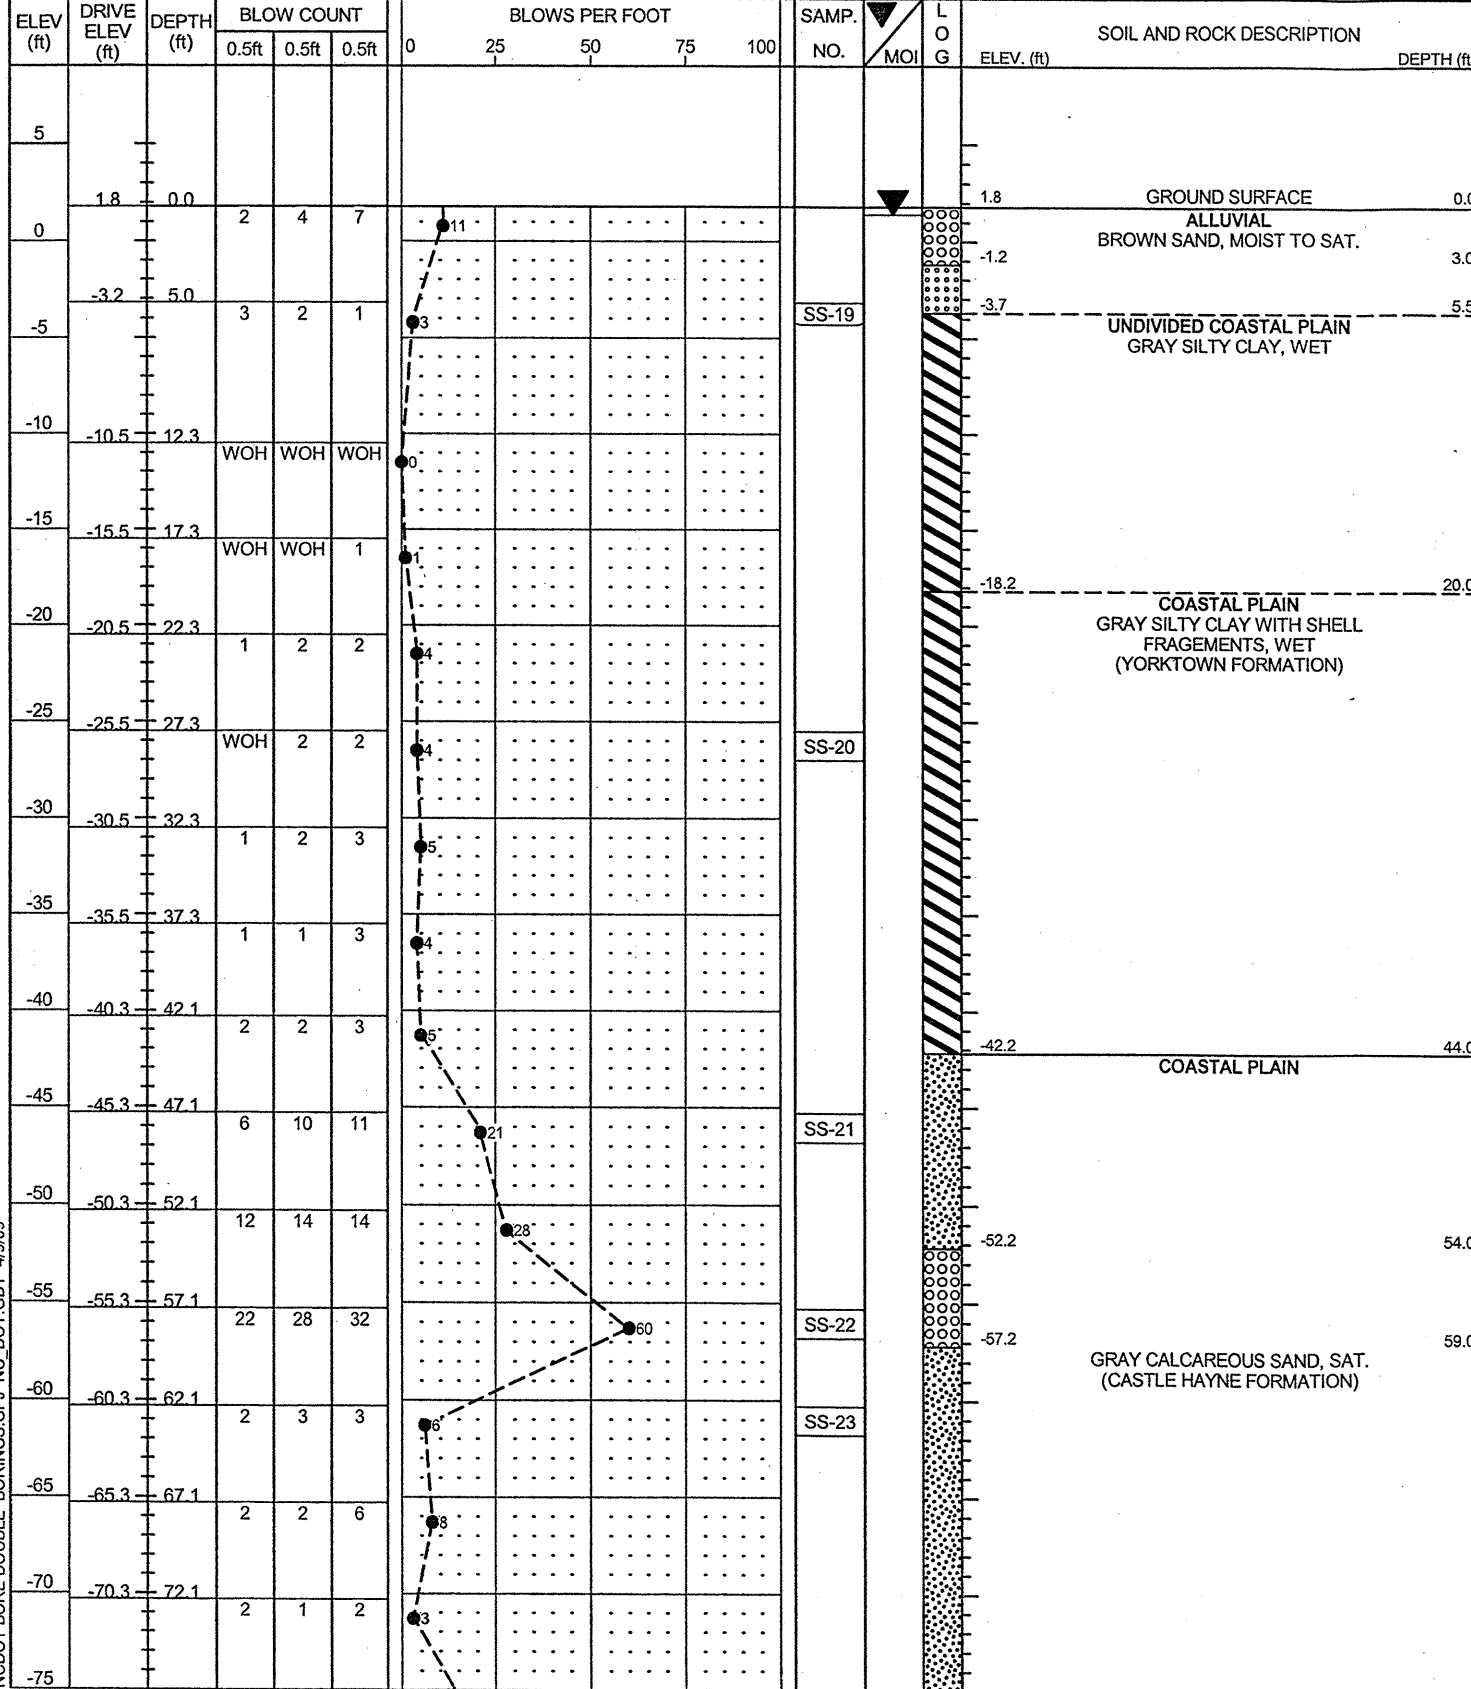 ELEV (ft) DRIVE ELEV (ft) DEPTH (ft) BLOW COUNT BLOWS PER FOOT SAMP. NO. MOI LOG SOIL AND ROCK DESCRIPTION
0.5ft 0.5ft 0.5ft 0 25 50 75 100 ELEV. (ft) DEPTH (ft
5
1.8 0.0 1.8 GROUND SURFACE 0.0
2 4 7 11 ALLUVIAL
0 BROWN SAND, MOIST TO SAT.
-1.2 3.0
-3.2 5.0 -3.7 5.5
3 2 1 3 SS-19
-5 UNDIVIDED COASTAL PLAIN
GRAY SILTY CLAY, WET
-10
-10.5 12.3
WOH WOH WOH 0
-15
-15.5 17.3
WOH WOH 1 1
-18.2 20.0
-20 COASTAL PLAIN
-20.5 22.3 GRAY SILTY CLAY WITH SHELL
1 2 2 4 FRAGEMENTS, WET
(YORKTOWN FORMATION)
-25
-25.5 27.3
WOH 2 2 4 SS-20
-30
-30.5 32.3
1 2 3 5
-35
-35.5 37.3
1 1 3 4
-40
-40.3 42.1
2 2 3 5
-42.2 44.0
COASTAL PLAIN
-45
-45.3 47.1
6 10 11 21 SS-21
-50
-50.3 52.1
12 14 14 28
-52.2 54.0
-55
-55.3 57.1
22 28 32 60 SS-22
-57.2 59.0
GRAY CALCAREOUS SAND, SAT.
(CASTLE HAYNE FORMATION)
-60
-60.3 62.1
2 3 3 6 SS-23
-65
-65.3 67.1
2 2 6 8
-70
-70.3 72.1
2 1 2 3
-75